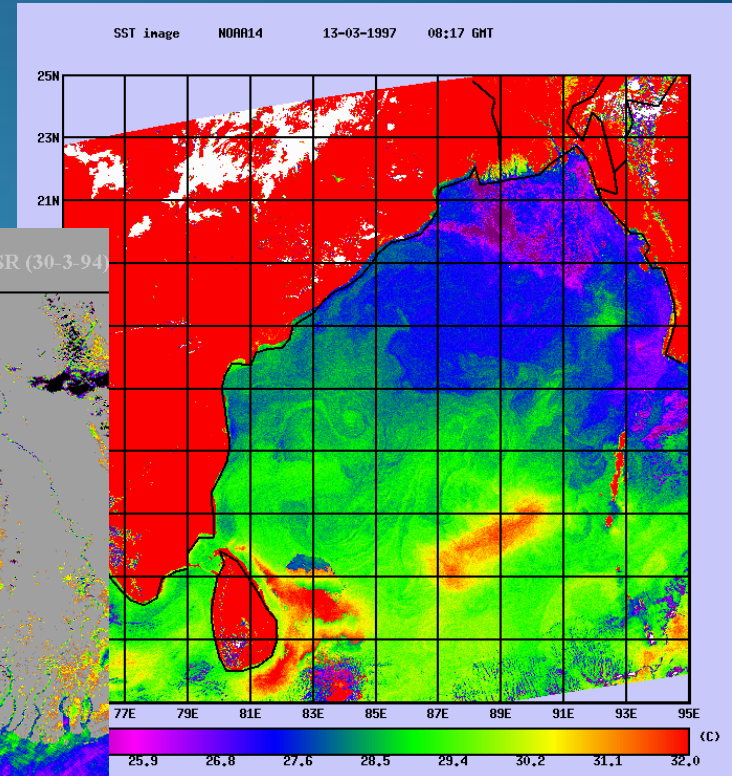 SST image NOAA14 13-03-1997 08:17 GMT
25N
23N
21N
SR (30-3-94)
77E 79E 81E 83E 85E 87E 89E 91E 93E 95E
(C)
25.9 26.8 27.6 28.5 29.4 30.2 31.1 32.0